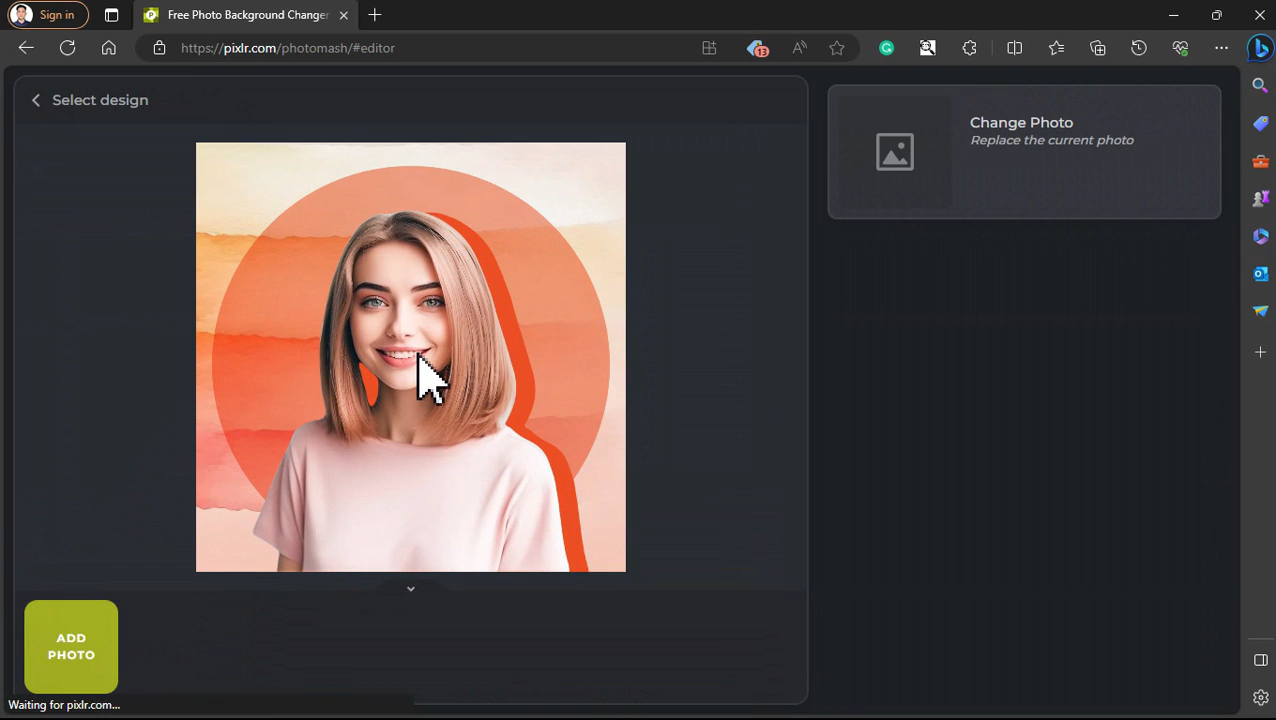 Sign in
Free Photo Background Changer
https://pixlr.com/photomash/#editor
13
Select design
Change Photo
Replace the current photo
ADD
PHOTO
Waiting for pixlr.com...